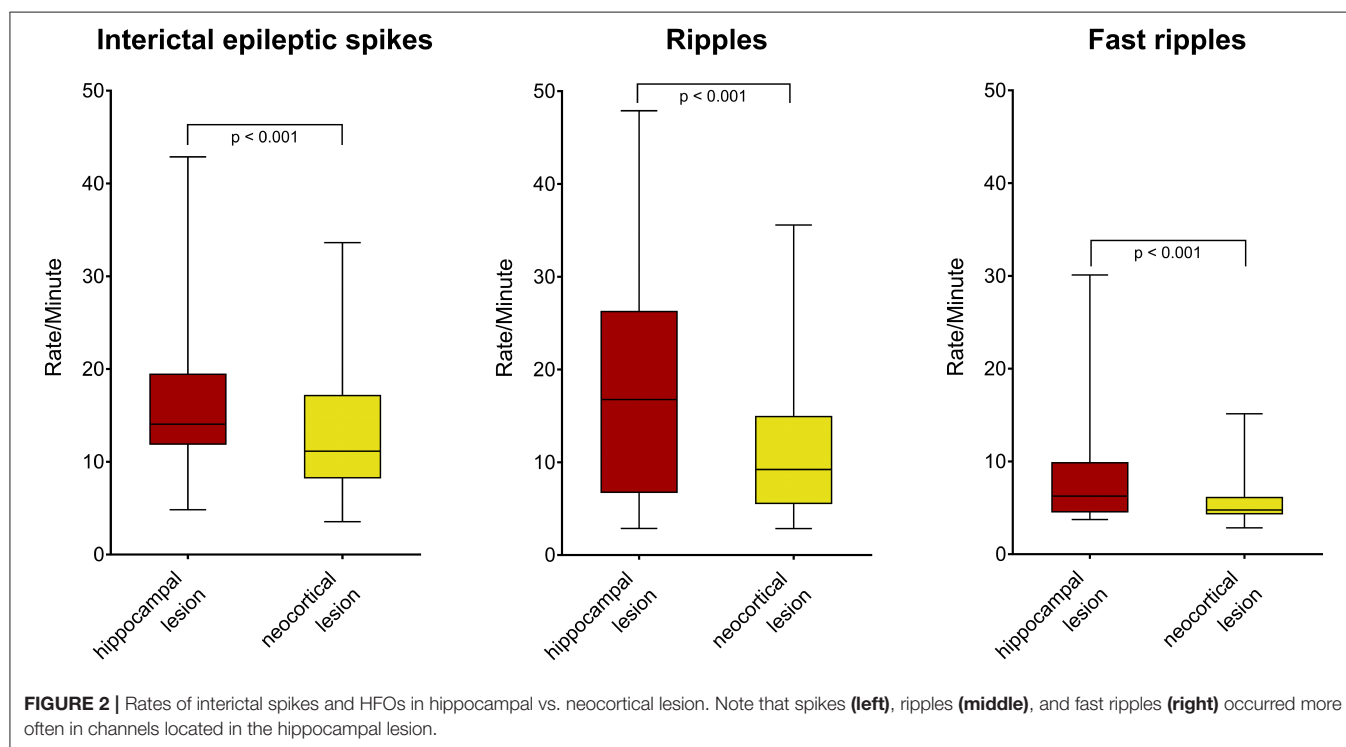 Interictal epileptic spikes
50
40
30
20
10
0
Rate/Minute
p < 0.001
hippocampal
lesion
neocortical
lesion
Ripples
50
40
30
20
10
0
Rate/Minute
p < 0.001
hippocampal
lesion
neocortical
lesion
Fast ripples
50
40
30
20
10
0
Rate/Minute
p < 0.001
hippocampal
lesion
neocortical
lesion
FIGURE 2 | Rates of interictal spikes and HFOs in hippocampal vs. neocortical lesion. Note that spikes (left), ripples (middle), and fast ripples (right) occurred more
often in channels located in the hippocampal lesion.